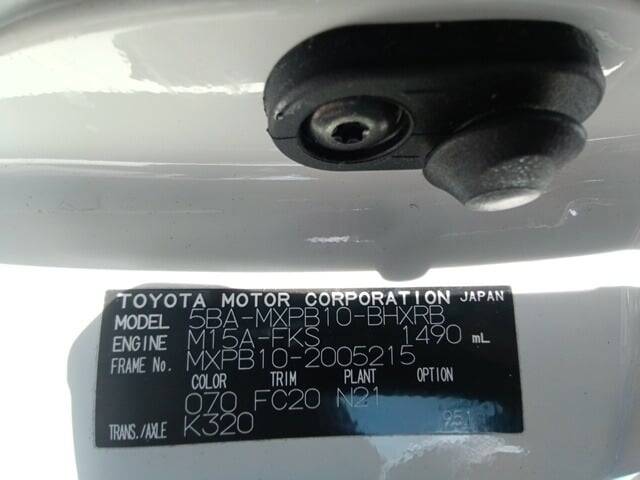 TOYOTA MOTOR CORPORATION JAPAN
MODEL 5BA-MXPB10-BHXRB
ENGINE M15A-FKS 1490 mL
FRAME No. MXPB10-2005215
COLOR TRIM PLANT OPTION
070 FC20 N21
TRANS./AXLE K320 951